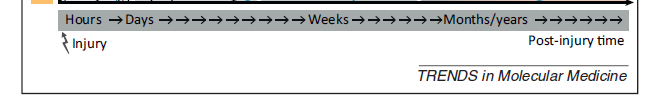 Hours →Days →→→→→→→→→→Weeks→→→→→→→Months/years →→→→→→
Injury
Post-injury time
TRENDS in Molecular Medicine